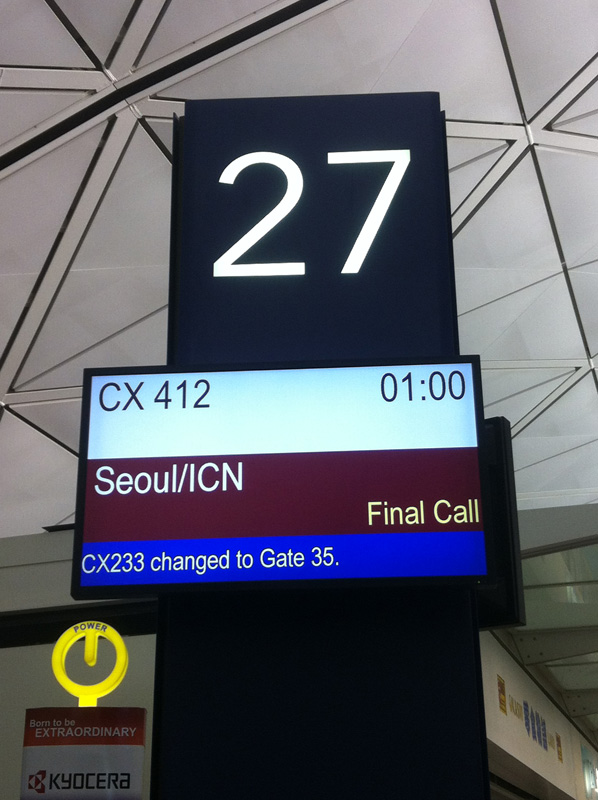 27
CX 412
01:00
Seoul/ICN
Final Call
CX233 changed to Gate 35.
POWER
Born to be
EXTRAORDINARY
KYOCERA